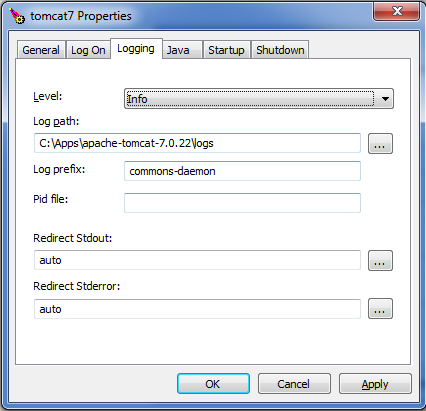 tomcat7 Properties
General Log On Logging Java Startup Shutdown
Level: Info
Log path:
C:\Apps\apache-tomcat-7.0.22\logs ...
Log prefix: commons-daemon
Pid file:
Redirect Stdout:
auto ...
Redirect Stderror:
auto ...
OK Cancel Apply